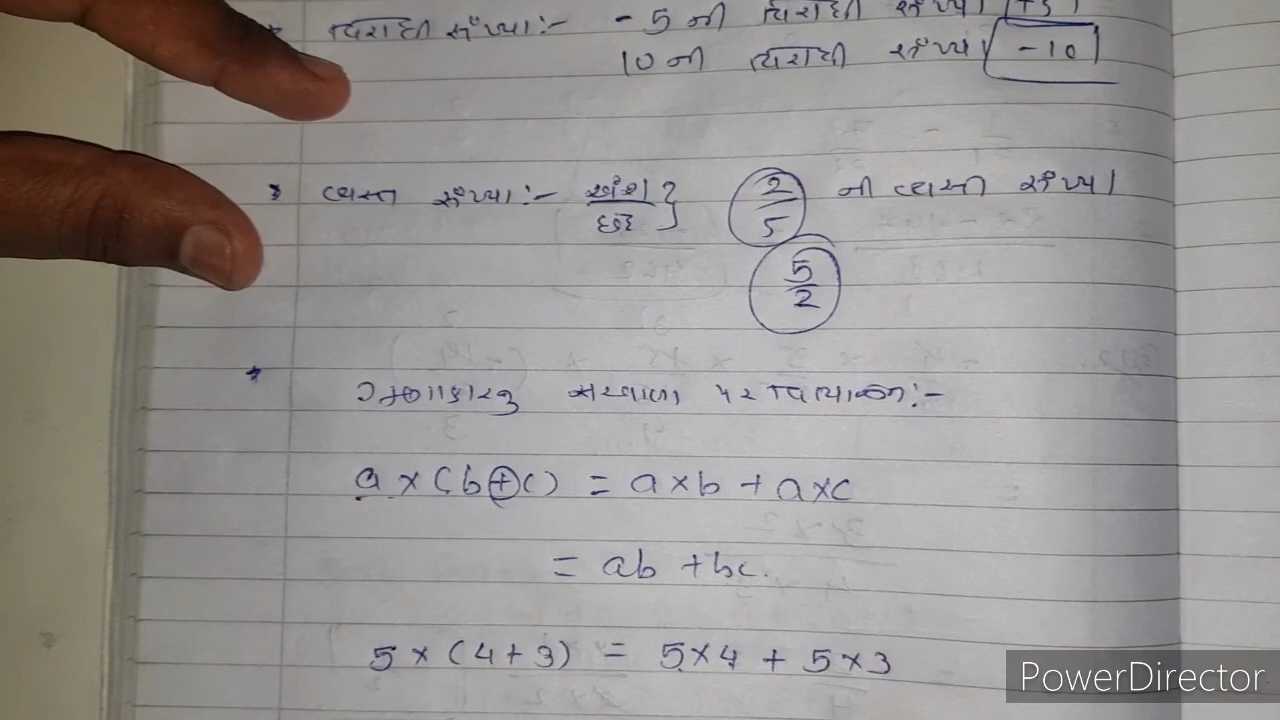 વિરોધી સંખ્યા :- -5 ની વિરોધી સંખ્યા +5
10 ની વિરોધી સંખ્યા -10
* વ્યસ્ત સંખ્યા :- અંશ/છેદ } 2/5 ની વ્યસ્ત સંખ્યા
5/2
* સરવાળા પર વિભાજન :-
a × (b + c) = a × b + a × c
= ab + bc.
5 × (4 + 3) = 5 × 4 + 5 × 3
PowerDirector